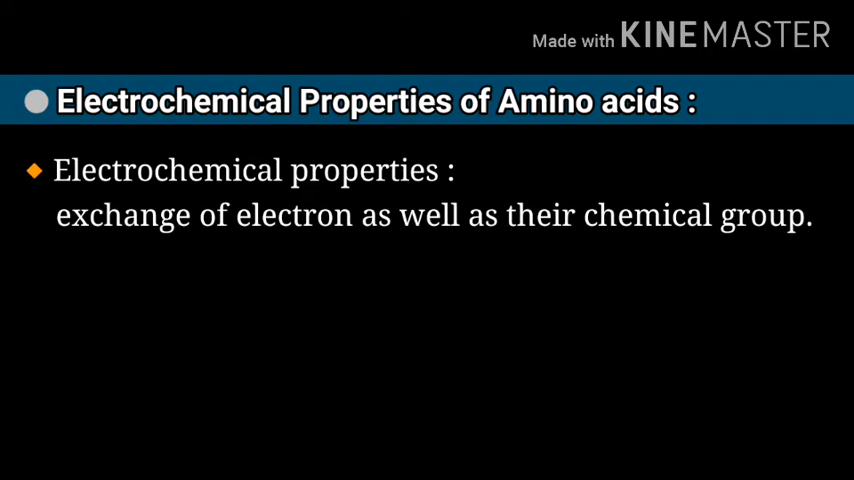 Made with KINEMASTER
Electrochemical Properties of Amino acids :
Electrochemical properties :
exchange of electron as well as their chemical group.